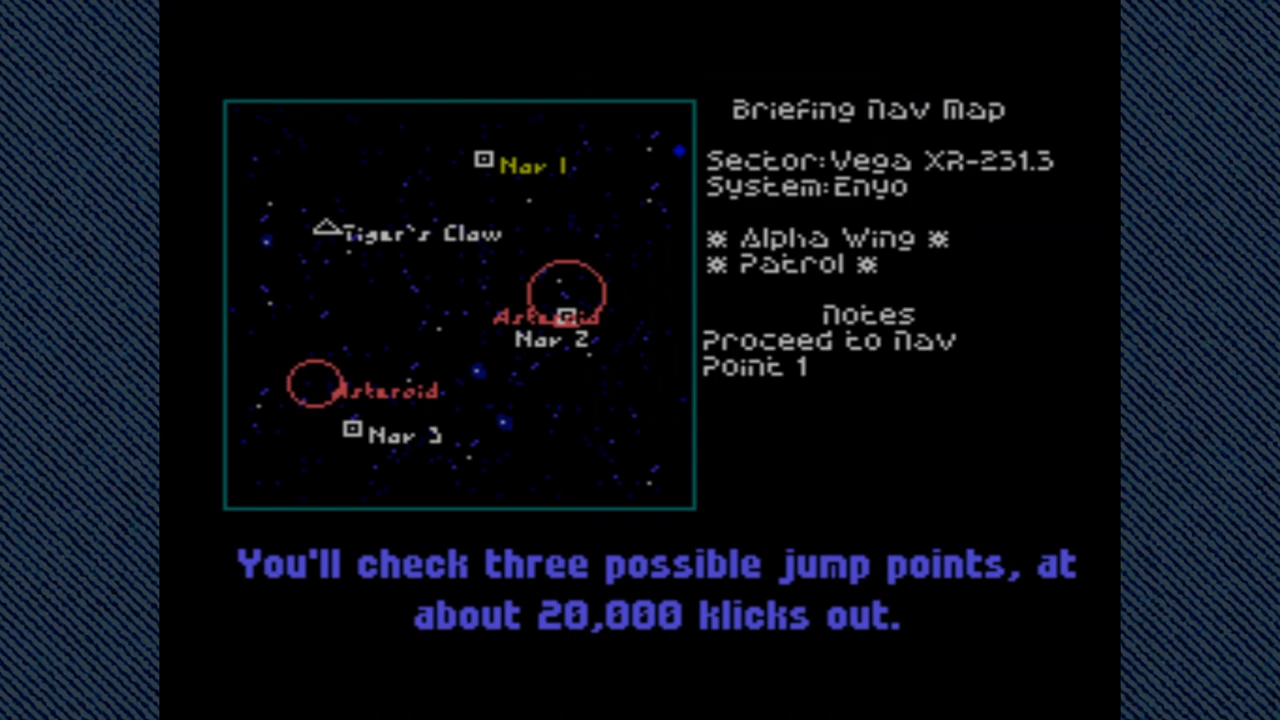 Briefing Nav Map
Sector:Vega XR-231.3
System:Enyo
* Alpha Wing *
* Patrol *
Notes
Proceed to Nav
Point 1
Nav 1
Tiger's Claw
Asteroid
Nav 2
Asteroid
Nav 3
You'll check three possible jump points, at
about 20,000 klicks out.